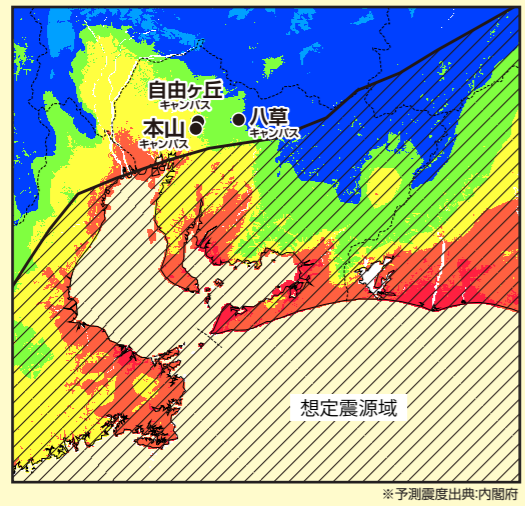 自由ヶ丘
キャンパス
本山
キャンパス
八草
キャンパス
想定震源域
※予測震度出典:内閣府